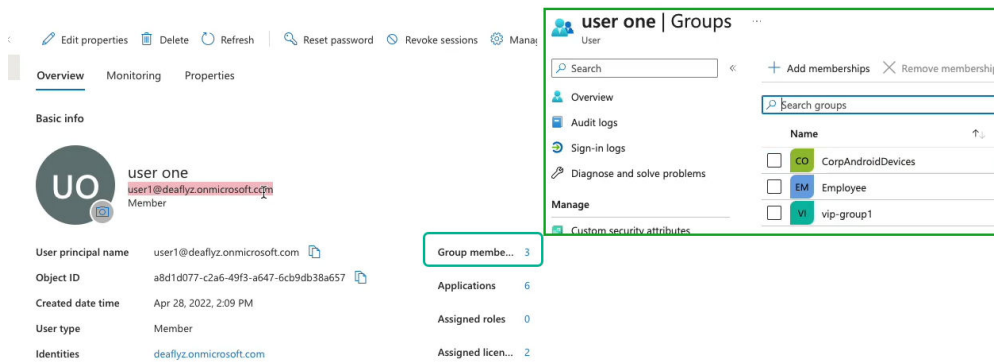 Edit properties Delete Refresh Reset password Revoke sessions Mana
Overview Monitoring Properties
Basic info
UO
user one
user1@deaflyz.onmicrosoft.com
Member
User principal name user1@deaflyz.onmicrosoft.com
Object ID a8d1d077-c2a6-49f3-a647-6cb9db38a657
Created date time Apr 28, 2022, 2:09 PM
User type Member
Identities deaflyz.onmicrosoft.com
Group membe... 3
Applications 6
Assigned roles 0
Assigned licen... 2
user one | Groups ...
User
Search «
Overview
Audit logs
Sign-in logs
Diagnose and solve problems
Manage
Custom security attributes
Add memberships Remove membership
Search groups
Name ↑↓
CO CorpAndroidDevices
EM Employee
VI vip-group1